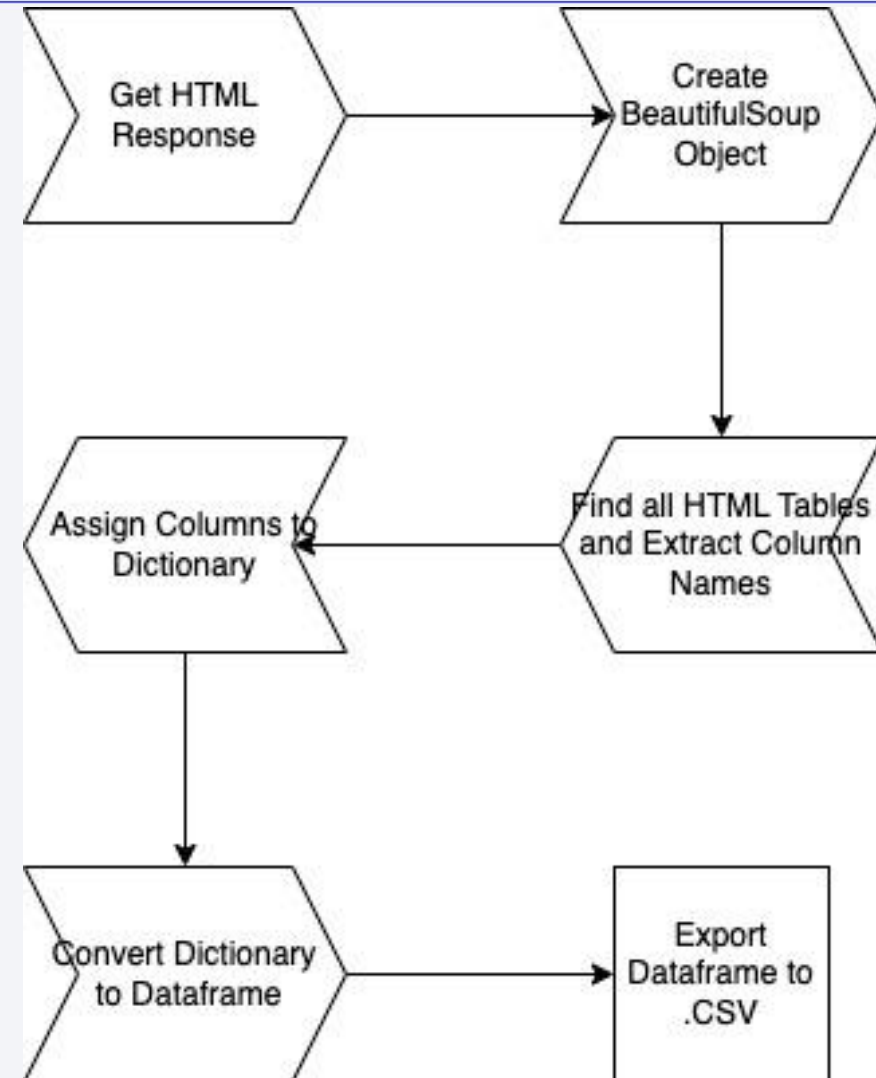 Get HTML
Response
Create
BeautifulSoup
Object
Find all HTML Tables
and Extract Column
Names
Assign Columns to
Dictionary
Convert Dictionary
to Dataframe
Export
Dataframe to
.CSV